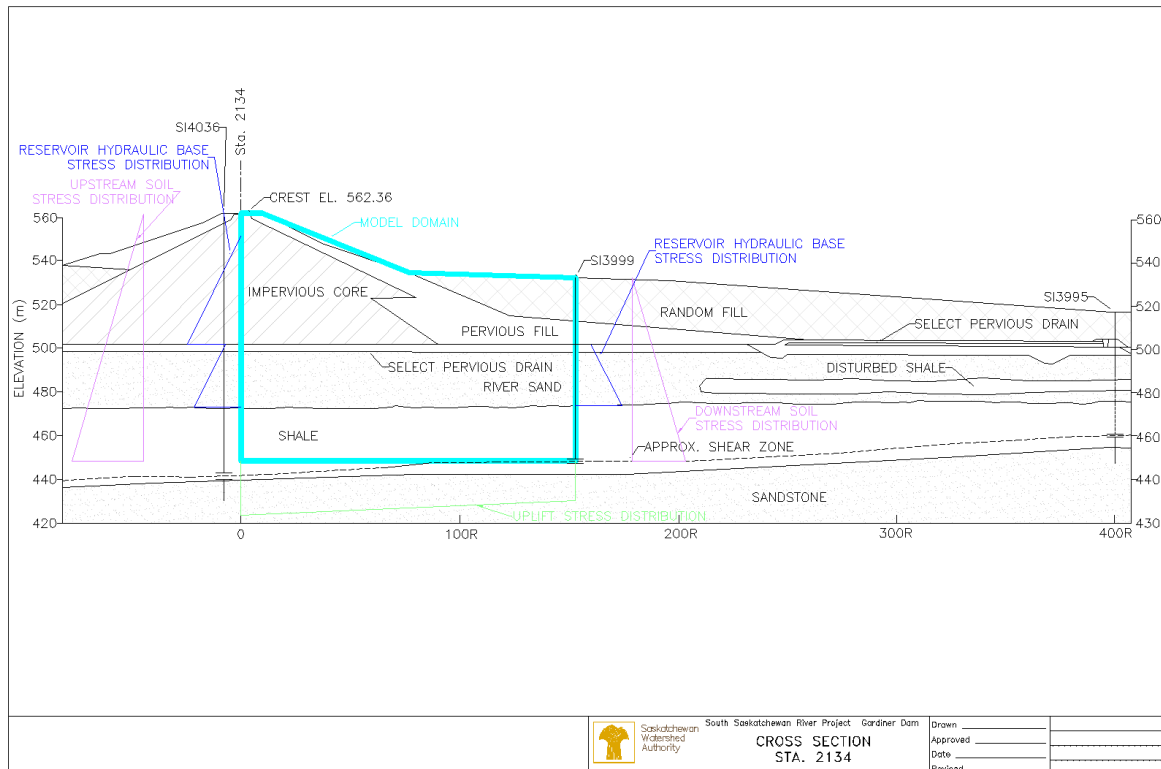 Sta. 2134
SI4036
RESERVOIR HYDRAULIC BASE
STRESS DISTRIBUTION
UPSTREAM SOIL
STRESS DISTRIBUTION
CREST EL. 562.36
MODEL DOMAIN
RESERVOIR HYDRAULIC BASE
STRESS DISTRIBUTION
SI3999
SI3995
IMPERVIOUS CORE
RANDOM FILL
PERVIOUS FILL
SELECT PERVIOUS DRAIN
SELECT PERVIOUS DRAIN
RIVER SAND
DISTURBED SHALE
DOWNSTREAM SOIL
STRESS DISTRIBUTION
SHALE
APPROX. SHEAR ZONE
SANDSTONE
UPLIFT STRESS DISTRIBUTION
ELEVATION (m)
560
540
520
500
480
460
440
420
560
540
520
500
480
460
440
430
0
100R
200R
300R
400R
Saskatchewan
Watershed
Authority
South Saskatchewan River Project Gardiner Dam
CROSS SECTION
STA. 2134
Drawn
Approved
Date
Revised